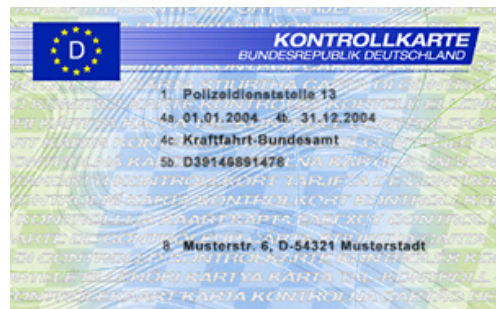 D
KONTROLLKARTE
BUNDESREPUBLIK DEUTSCHLAND
1. Polizeidienststelle 13
4a. 01.01.2004 4b. 31.12.2004
4c. Kraftfahrt-Bundesamt
5b. D39146891478
8. Musterstr. 6, D-54321 Musterstadt